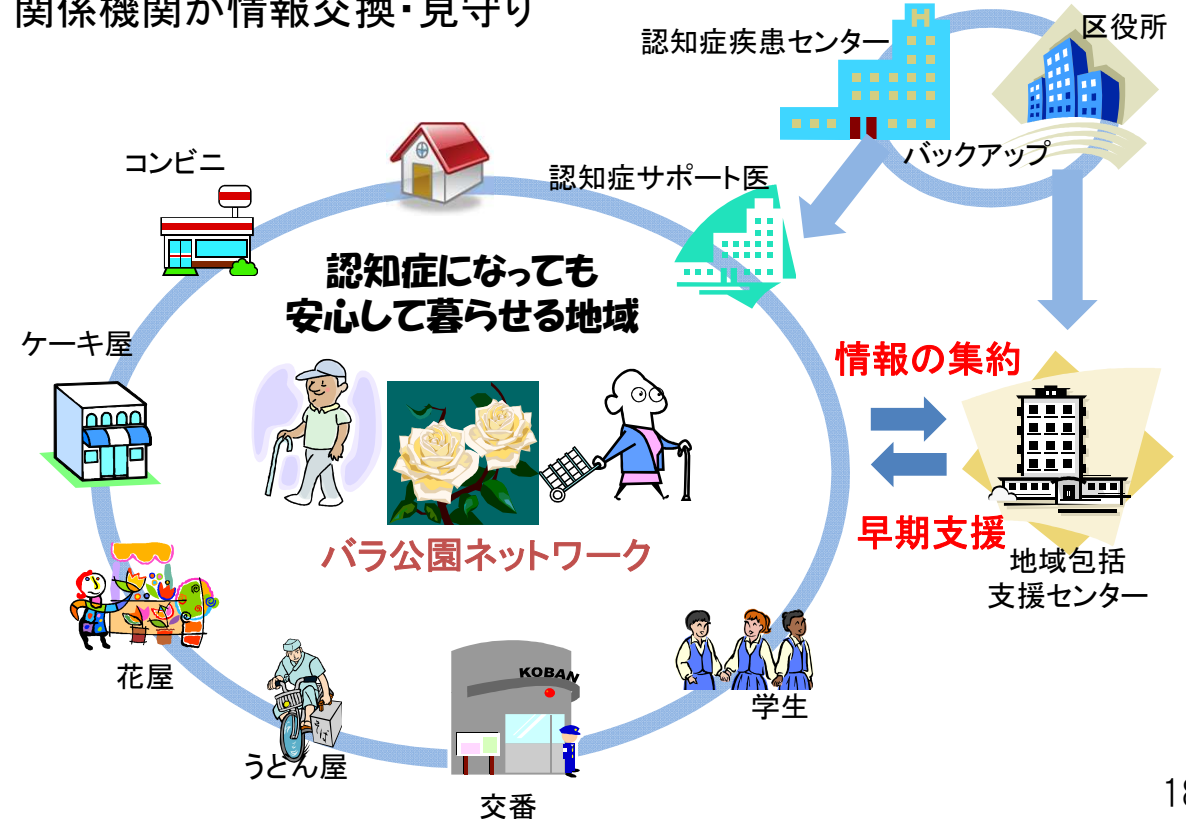 関係機関が情報交換・見守り
認知症疾患センター
区役所
バックアップ
コンビニ
認知症サポート医
認知症になっても
安心して暮らせる地域
ケーキ屋
情報の集約
早期支援
地域包括
支援センター
バラ公園ネットワーク
花屋
うどん屋
そば
KOBAN
交番
学生
18